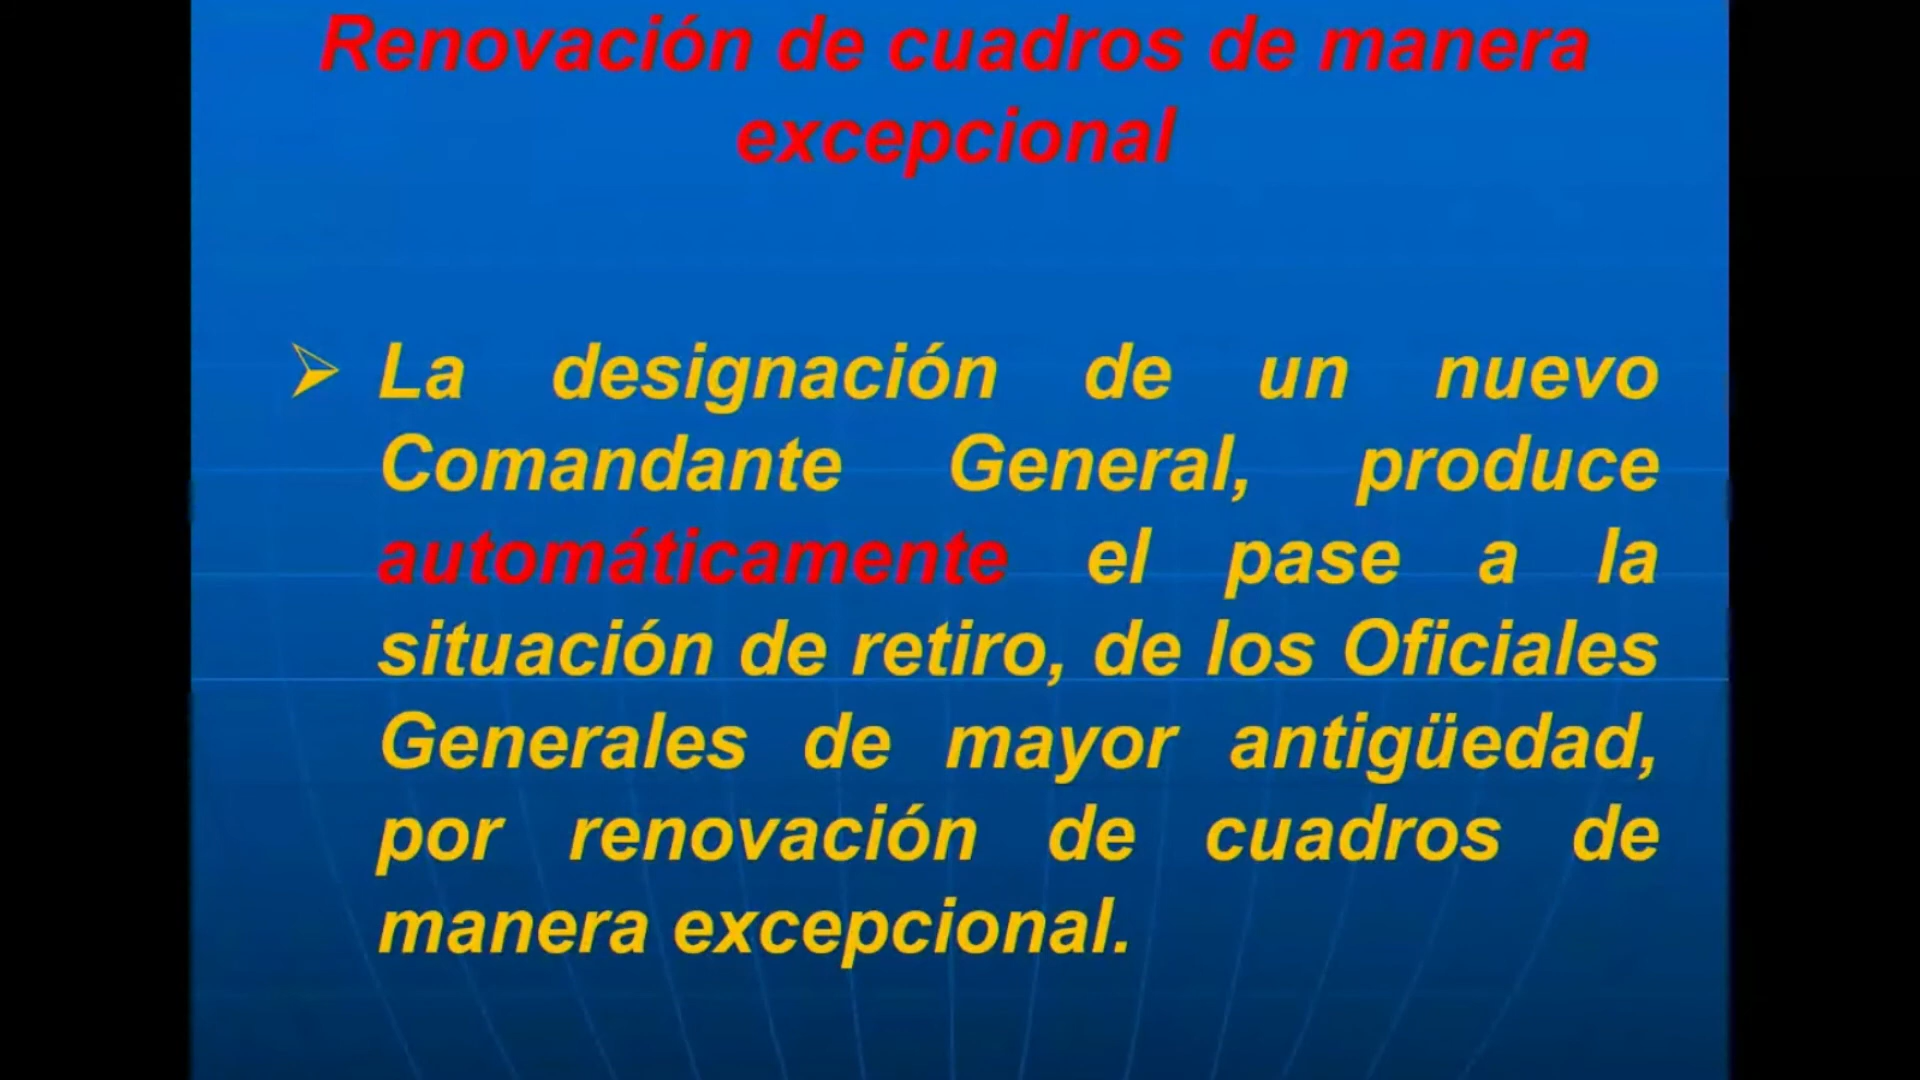 Renovación de cuadros de manera
excepcional
La designación de un nuevo
Comandante General, produce
automáticamente el pase a la
situación de retiro, de los Oficiales
Generales de mayor antigüedad,
por renovación de cuadros de
manera excepcional.